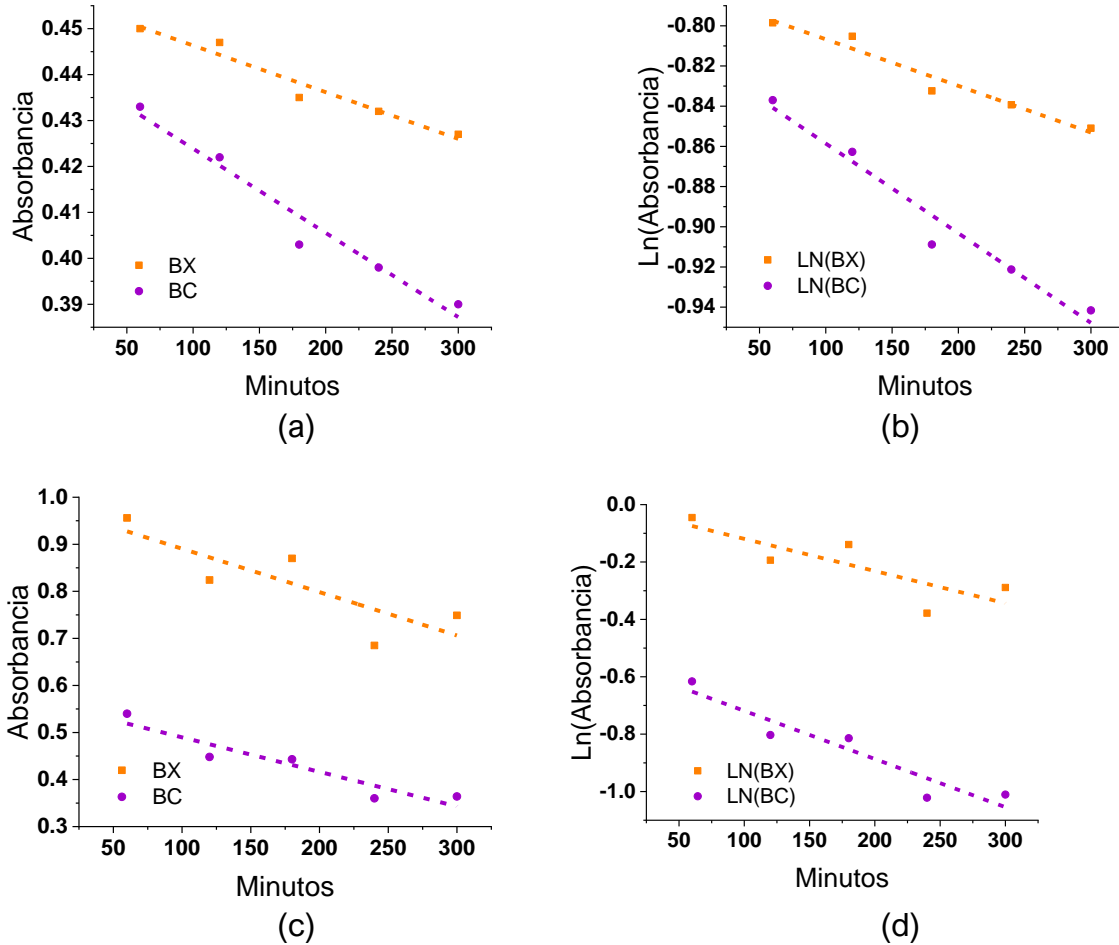 Absorbancia
0.45
0.44
0.43
0.42
0.41
0.40
0.39
BX
BC
50 100 150 200 250 300
Minutos
(a)
Ln(Absorbancia)
-0.80
-0.82
-0.84
-0.86
-0.88
-0.90
-0.92
-0.94
LN(BX)
LN(BC)
50 100 150 200 250 300
Minutos
(b)
Absorbancia
1.0
0.9
0.8
0.7
0.6
0.5
0.4
0.3
BX
BC
50 100 150 200 250 300
Minutos
(c)
Ln(Absorbancia)
0.0
-0.2
-0.4
-0.6
-0.8
-1.0
LN(BX)
LN(BC)
50 100 150 200 250 300
Minutos
(d)